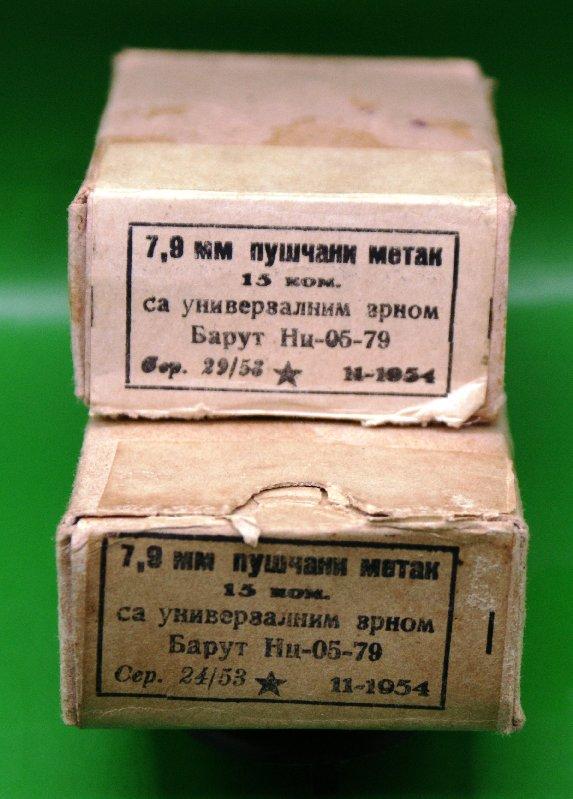 7,9 мм пушчани метак
15 ком.
са универзалним зрном
Барут Нц-05-79
Сер. 29/53 ★ 11-1954
7,9 мм пушчани метак
15 ком.
са универзалним зрном
Барут Нц-05-79
Сер. 24/53 ★ 11-1954